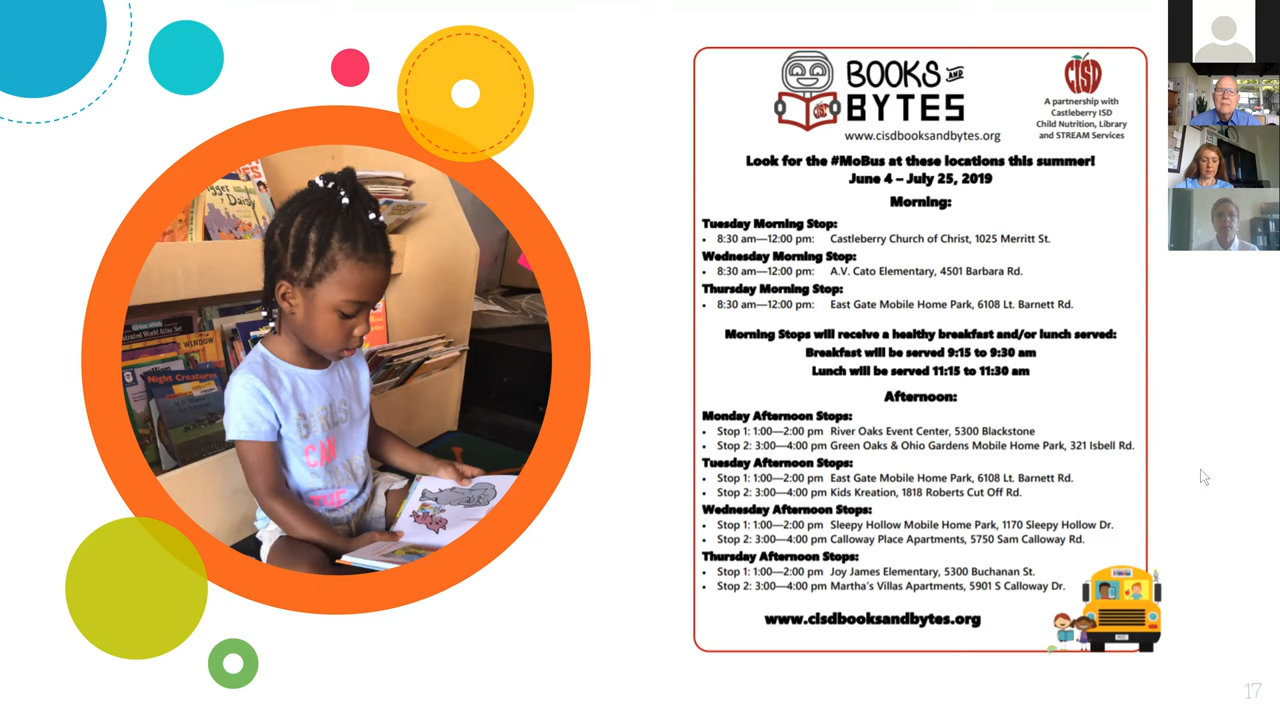 BOOKS AND
BYTES
www.cisdbooksandbytes.org
CISD
A partnership with
Castleberry ISD
Child Nutrition, Library
and STREAM Services
Look for the #MoBus at these locations this summer!
June 4 – July 25, 2019
Morning:
Tuesday Morning Stop:
• 8:30 am—12:00 pm: Castleberry Church of Christ, 1025 Merritt St.
Wednesday Morning Stop:
• 8:30 am—12:00 pm: A.V. Cato Elementary, 4501 Barbara Rd.
Thursday Morning Stop:
• 8:30 am—12:00 pm: East Gate Mobile Home Park, 6108 Lt. Barnett Rd.
Morning Stops will receive a healthy breakfast and/or lunch served:
Breakfast will be served 9:15 to 9:30 am
Lunch will be served 11:15 to 11:30 am
Afternoon:
Monday Afternoon Stops:
• Stop 1: 1:00—2:00 pm River Oaks Event Center, 5300 Blackstone
• Stop 2: 3:00—4:00 pm Green Oaks & Ohio Gardens Mobile Home Park, 321 Isbell Rd.
Tuesday Afternoon Stops:
• Stop 1: 1:00—2:00 pm East Gate Mobile Home Park, 6108 Lt. Barnett Rd.
• Stop 2: 3:00—4:00 pm Kids Kreation, 1818 Roberts Cut Off Rd.
Wednesday Afternoon Stops:
• Stop 1: 1:00—2:00 pm Sleepy Hollow Mobile Home Park, 1170 Sleepy Hollow Dr.
• Stop 2: 3:00—4:00 pm Calloway Place Apartments, 5750 Sam Calloway Rd.
Thursday Afternoon Stops:
• Stop 1: 1:00—2:00 pm Joy James Elementary, 5300 Buchanan St.
• Stop 2: 3:00—4:00 pm Martha's Villas Apartments, 5901 S Calloway Dr.
www.cisdbooksandbytes.org
Daisy
World Atlas Set
WINDOW
Night Creatures
GIRLS
CAN
THE
17